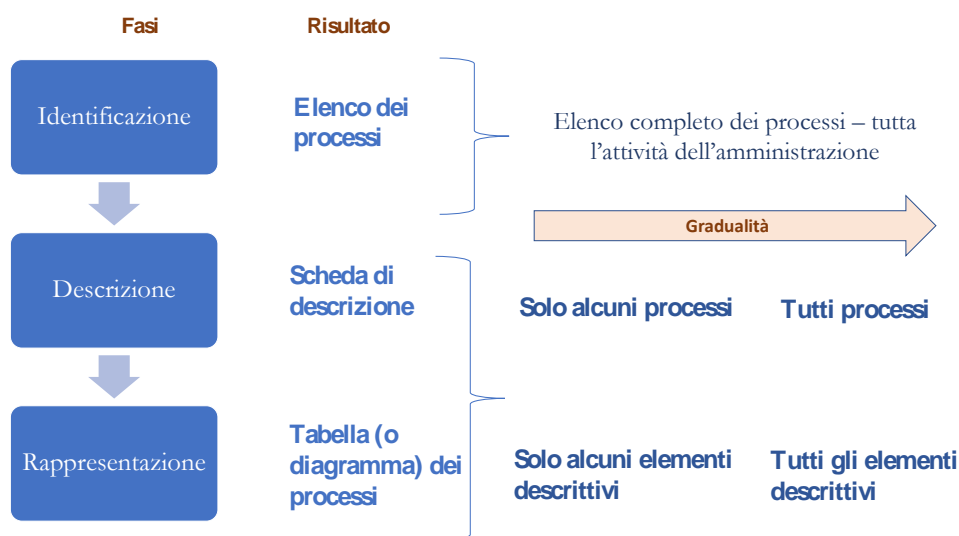 Fasi
Risultato
Identificazione
Elenco dei
processi
Elenco completo dei processi – tutta
l'attività dell'amministrazione
Gradualità
Descrizione
Scheda di
descrizione
Solo alcuni processi
Tutti processi
Rappresentazione
Tabella (o
diagramma) dei
processi
Solo alcuni elementi
descrittivi
Tutti gli elementi
descrittivi